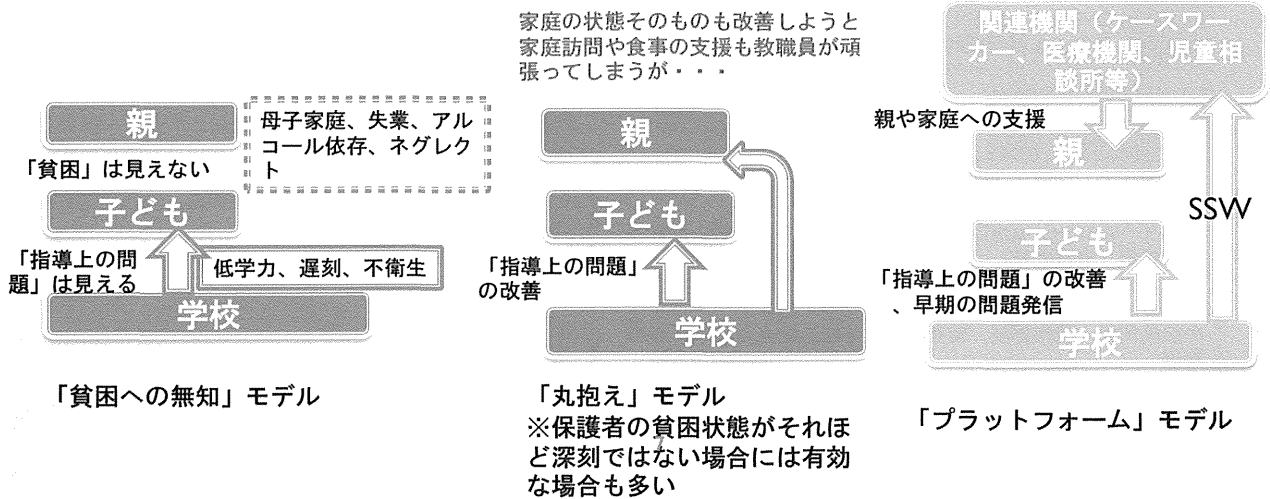 親
「貧困」は見えない
母子家庭、失業、アル
コール依存、ネグレク
ト
子ども
「指導上の問
題」は見える
低学力、遅刻、不衛生
学校
「貧困への無知」モデル
家庭の状態そのものも改善しようと
家庭訪問や食事の支援も教職員が頑
張ってしまうが・・・
親
子ども
「指導上の問題」
の改善
学校
「丸抱え」モデル
※保護者の貧困状態がそれほ
ど深刻ではない場合には有効
な場合も多い
関連機関（ケースワー
カー、医療機関、児童相
談所等）
親や家庭への支援
親
SSW
子ども
「指導上の問題」の改善
、早期の問題発信
学校
「プラットフォーム」モデル